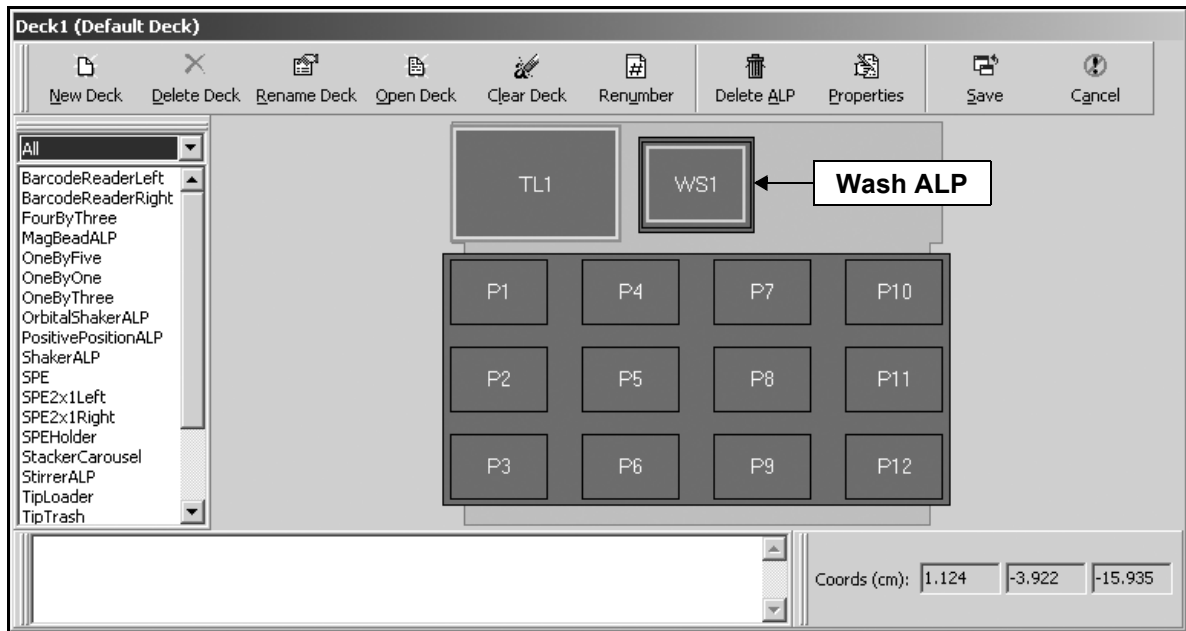 Deck1 (Default Deck)
New Deck Delete Deck Rename Deck Open Deck Clear Deck Renumber Delete ALP Properties Save Cancel
All
BarcodeReaderLeft
BarcodeReaderRight
FourByThree
MagBeadALP
OneByFive
OneByOne
OneByThree
OrbitalShakerALP
PositivePositionALP
ShakerALP
SPE
SPE2x1Left
SPE2x1Right
SPEHolder
StackerCarousel
StirrerALP
TipLoader
TipTrash
TL1 WS1 Wash ALP
P1 P4 P7 P10
P2 P5 P8 P11
P3 P6 P9 P12
Coords (cm): 1.124 -3.922 -15.935